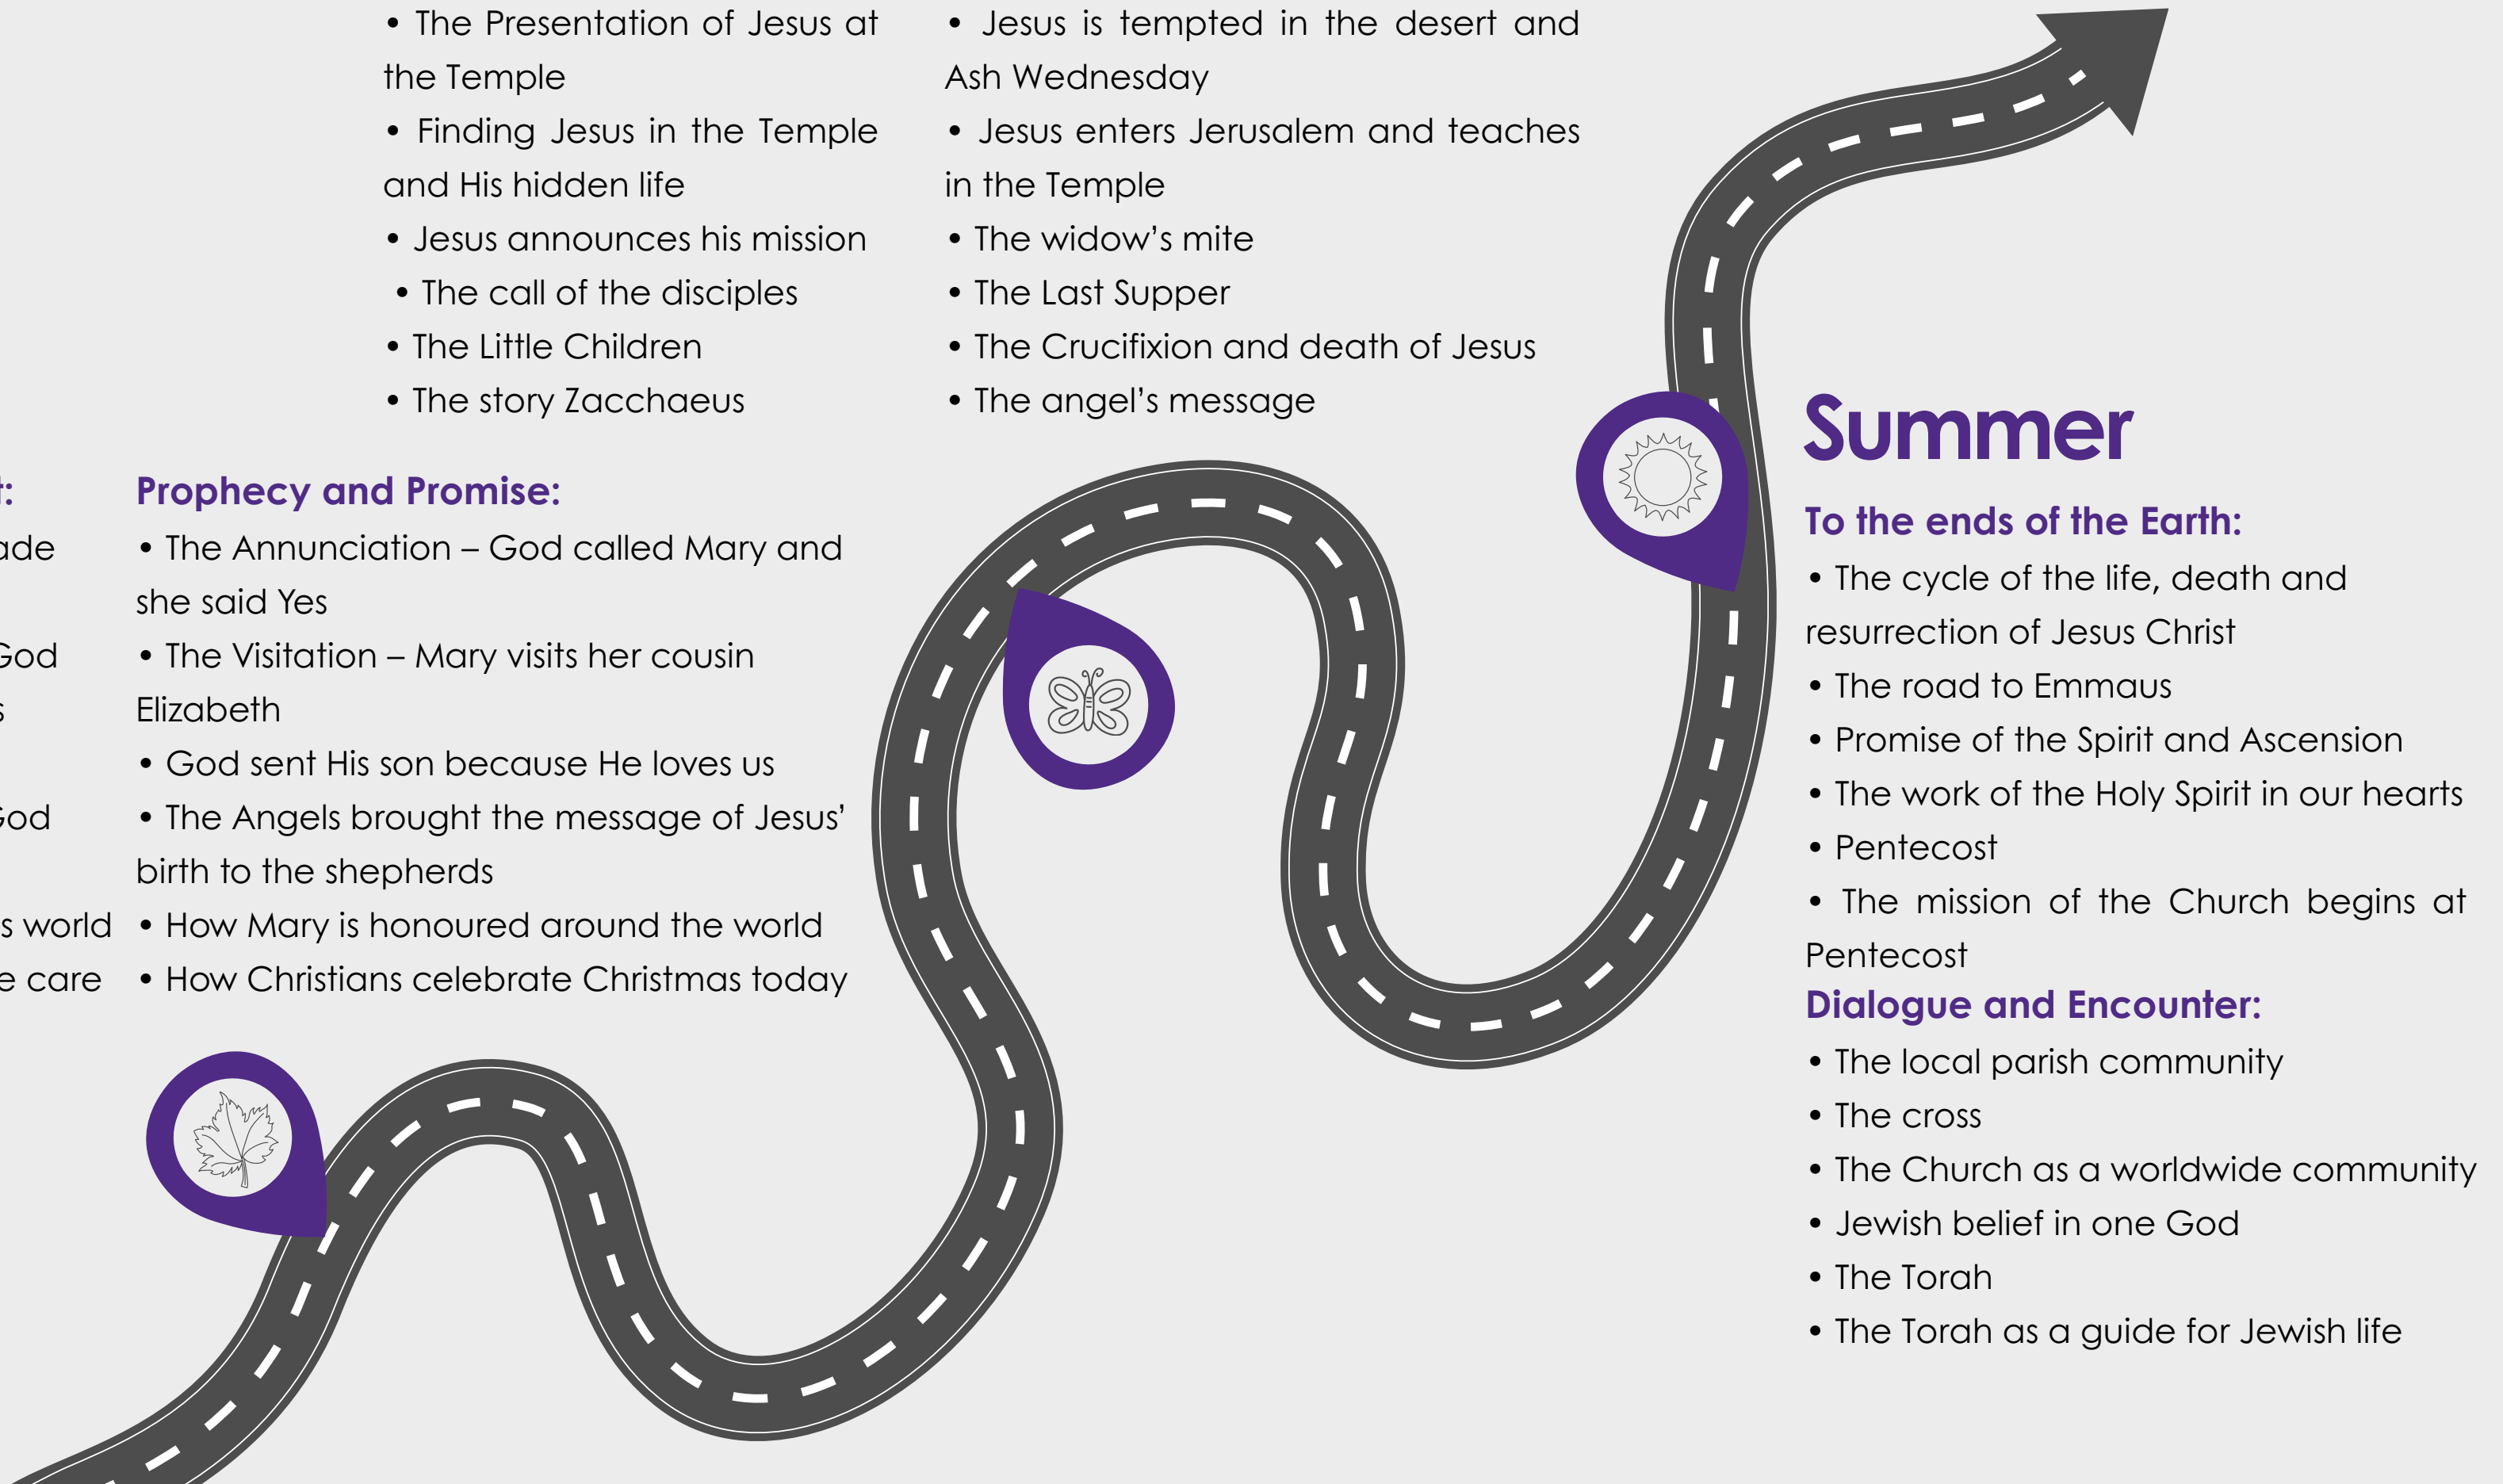 • The Presentation of Jesus at
the Temple
• Finding Jesus in the Temple
and His hidden life
• Jesus announces his mission
• The call of the disciples
• The Little Children
• The story Zacchaeus
• Jesus is tempted in the desert and
Ash Wednesday
• Jesus enters Jerusalem and teaches
in the Temple
• The widow’s mite
• The Last Supper
• The Crucifixion and death of Jesus
• The angel’s message
God
s world
e care
Prophecy and Promise:
• The Annunciation – God called Mary and
she said Yes
• The Visitation – Mary visits her cousin
Elizabeth
• God sent His son because He loves us
• The Angels brought the message of Jesus’
birth to the shepherds
• How Mary is honoured around the world
• How Christians celebrate Christmas today
Summer
To the ends of the Earth:
• The cycle of the life, death and
resurrection of Jesus Christ
• The road to Emmaus
• Promise of the Spirit and Ascension
• The work of the Holy Spirit in our hearts
• Pentecost
• The mission of the Church begins at
Pentecost
Dialogue and Encounter:
• The local parish community
• The cross
• The Church as a worldwide community
• Jewish belief in one God
• The Torah
• The Torah as a guide for Jewish life